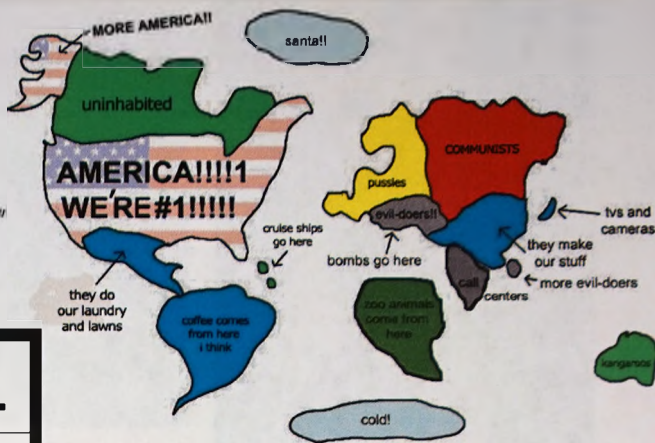 MORE AMERICA!!
santa!!
uninhabited
AMERICA!!!!1
WE'RE#1!!!!!
COMMUNISTS
pussies
evil-doers!!
bombs go here
tvs and
cameras
they make
our stuff
more evil-doers
call centers
cruise ships
go here
they do
our laundry
and lawns
coffee comes
from here
i think
zoo animals
come from
here
kangaroos
cold!